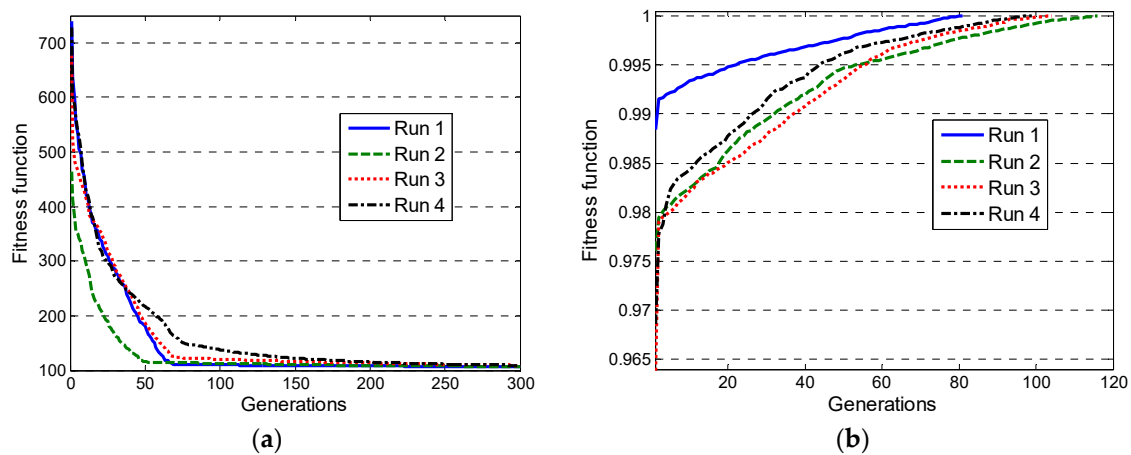 700
600
500
400
300
200
100
0
50
100
150
200
250
300
Fitness function
Generations
Run 1
Run 2
Run 3
Run 4
(a)
1
0.995
0.99
0.985
0.98
0.975
0.97
0.965
20
40
60
80
100
120
Fitness function
Generations
Run 1
Run 2
Run 3
Run 4
(b)